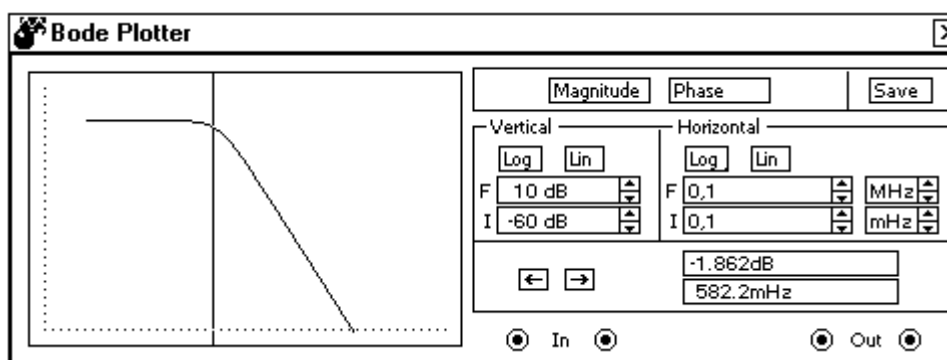 Bode Plotter
Magnitude Phase Save
Vertical Horizontal
Log Lin Log Lin
F 10 dB F 0,1 MHz
I -60 dB I 0,1 mHz
-1.862dB
582.2mHz
In Out